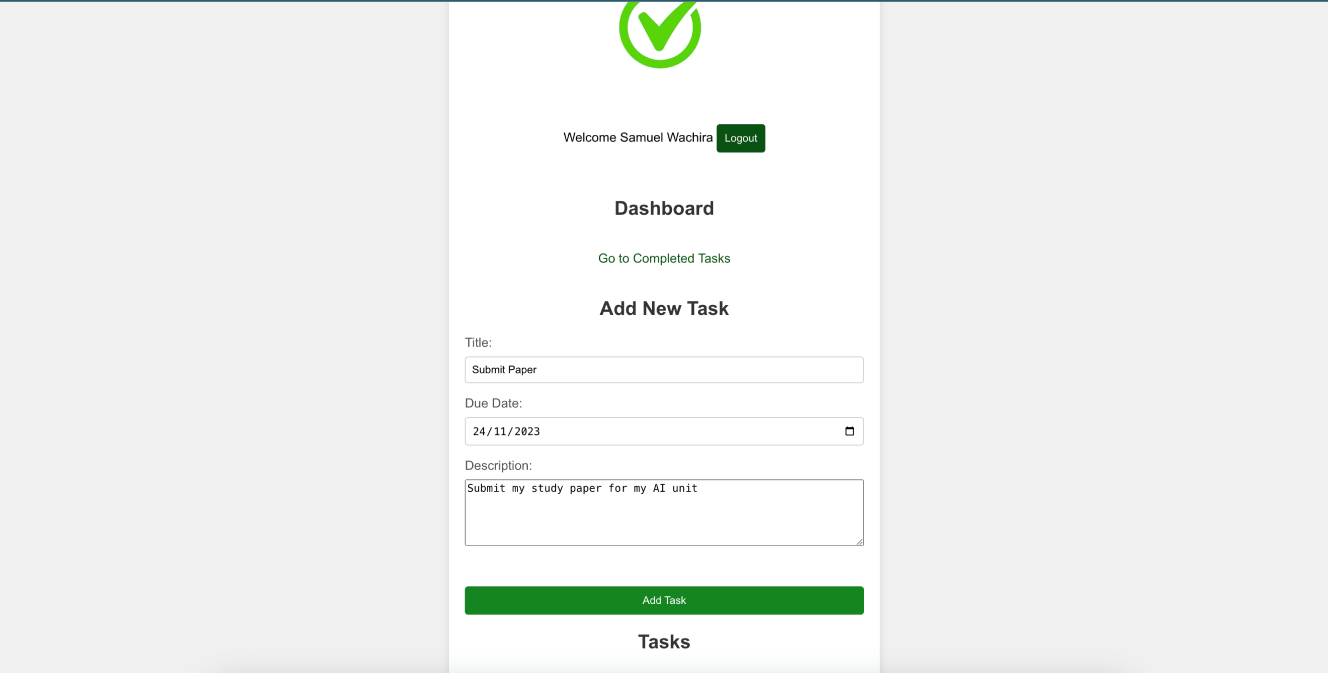 Welcome Samuel Wachira Logout
Dashboard
Go to Completed Tasks
Add New Task
Title:
Submit Paper
Due Date:
24/11/2023
Description:
Submit my study paper for my AI unit
Add Task
Tasks